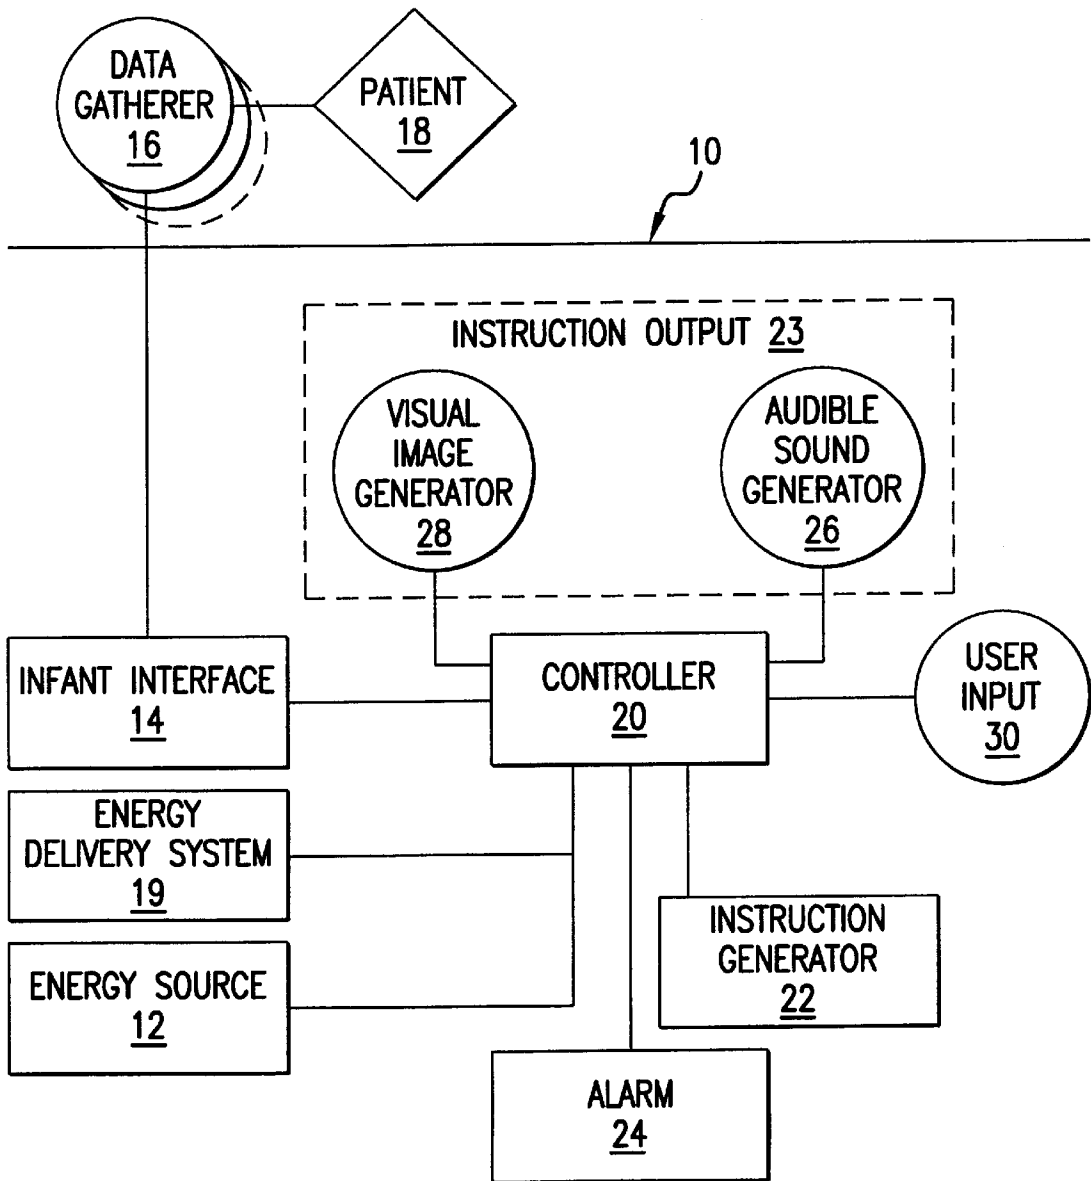 DATA
GATHERER
16
PATIENT
18
10
INSTRUCTION OUTPUT 23
VISUAL
IMAGE
GENERATOR
28
AUDIBLE
SOUND
GENERATOR
26
INFANT INTERFACE
14
CONTROLLER
20
USER
INPUT
30
ENERGY
DELIVERY SYSTEM
19
INSTRUCTION
GENERATOR
22
ENERGY SOURCE
12
ALARM
24